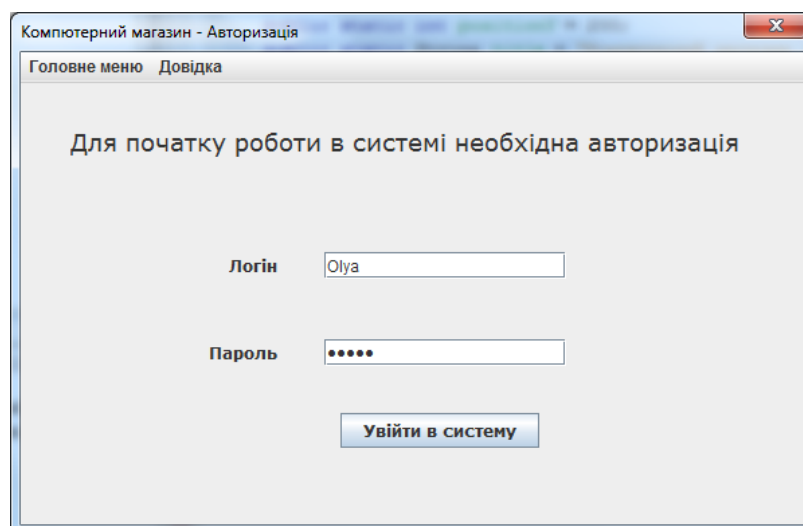 Компютерний магазин - Авторизація
Головне меню Довідка
Для початку роботи в системі необхідна авторизація
Логін Olya
Пароль •••••
Увійти в систему